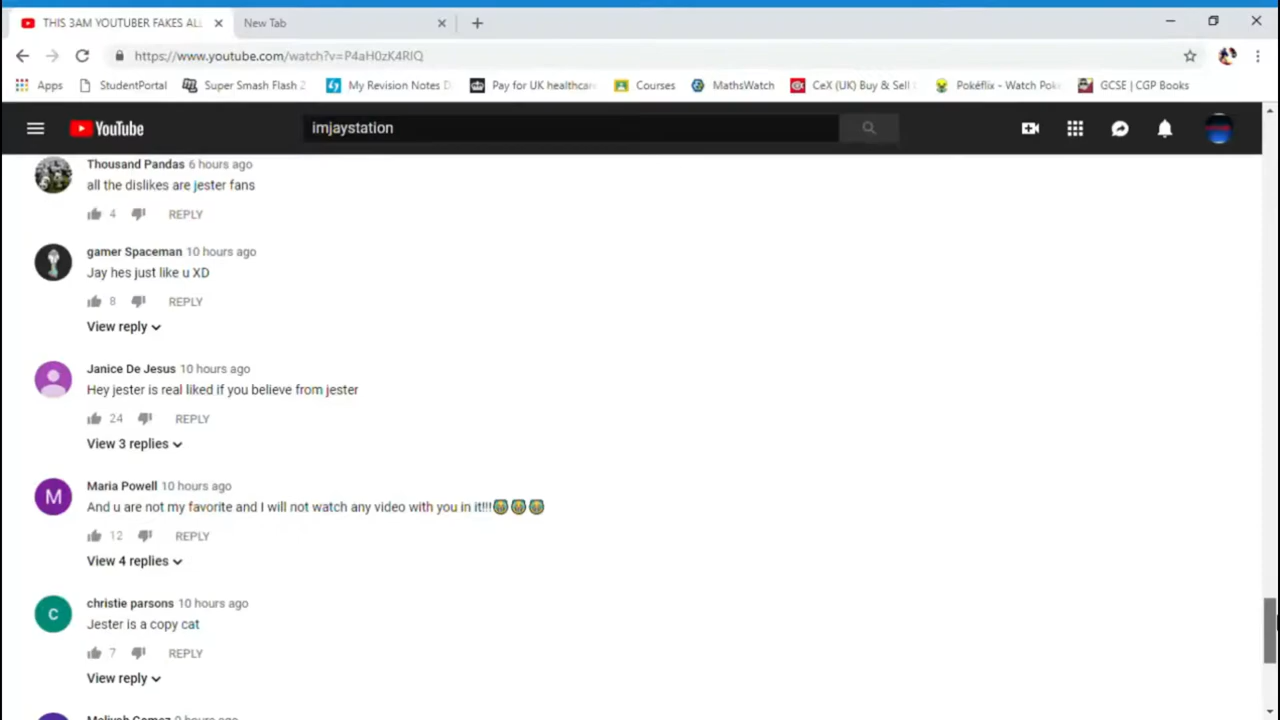 THIS 3AM YOUTUBER FAKES ALL
New Tab
https://www.youtube.com/watch?v=P4aH0zK4RIQ
Apps StudentPortal Super Smash Flash 2 My Revision Notes D Pay for UK healthcare Courses MathsWatch CeX (UK) Buy & Sell Pokéflix - Watch Poké GCSE | CGP Books
YouTube
imjaystation
Thousand Pandas 6 hours ago
all the dislikes are jester fans
4 REPLY
gamer Spaceman 10 hours ago
Jay hes just like u XD
8 REPLY
View reply
Janice De Jesus 10 hours ago
Hey jester is real liked if you believe from jester
24 REPLY
View 3 replies
Maria Powell 10 hours ago
And u are not my favorite and I will not watch any video with you in it!!!😭😭😭
12 REPLY
View 4 replies
M
christie parsons 10 hours ago
Jester is a copy cat
7 REPLY
View reply
C